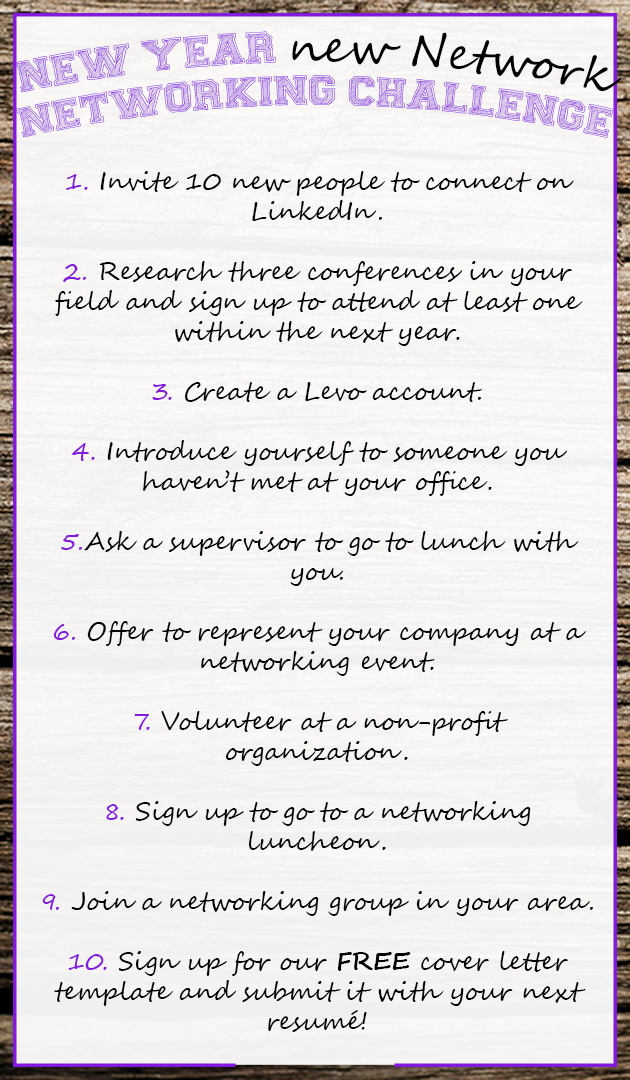 NEW YEAR new Network
NETWORKING CHALLENGE
1. Invite 10 new people to connect on
LinkedIn.
2. Research three conferences in your
field and sign up to attend at least one
within the next year.
3. Create a Levo account.
4. Introduce yourself to someone you
haven't met at your office.
5.Ask a supervisor to go to lunch with
you.
6. Offer to represent your company at a
networking event.
7. Volunteer at a non-profit
organization.
8. Sign up to go to a networking
luncheon.
9. Join a networking group in your area.
10. Sign up for our FREE cover letter
template and submit it with your next
resumé!